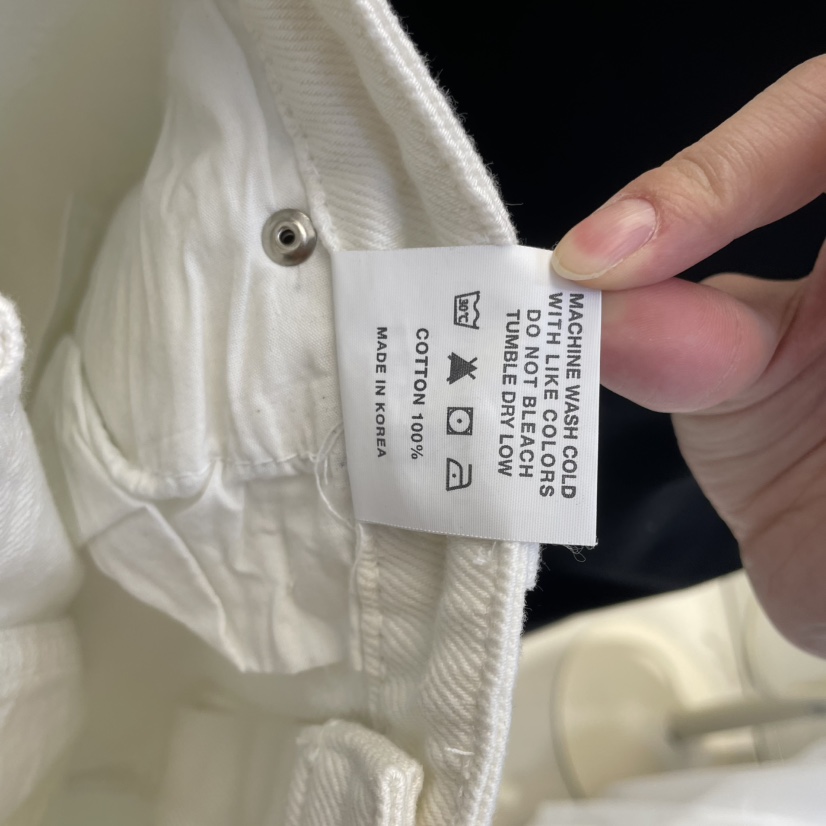 MACHINE WASH COLD
WITH LIKE COLORS
DO NOT BLEACH
TUMBLE DRY LOW
30℃
COTTON 100%
MADE IN KOREA